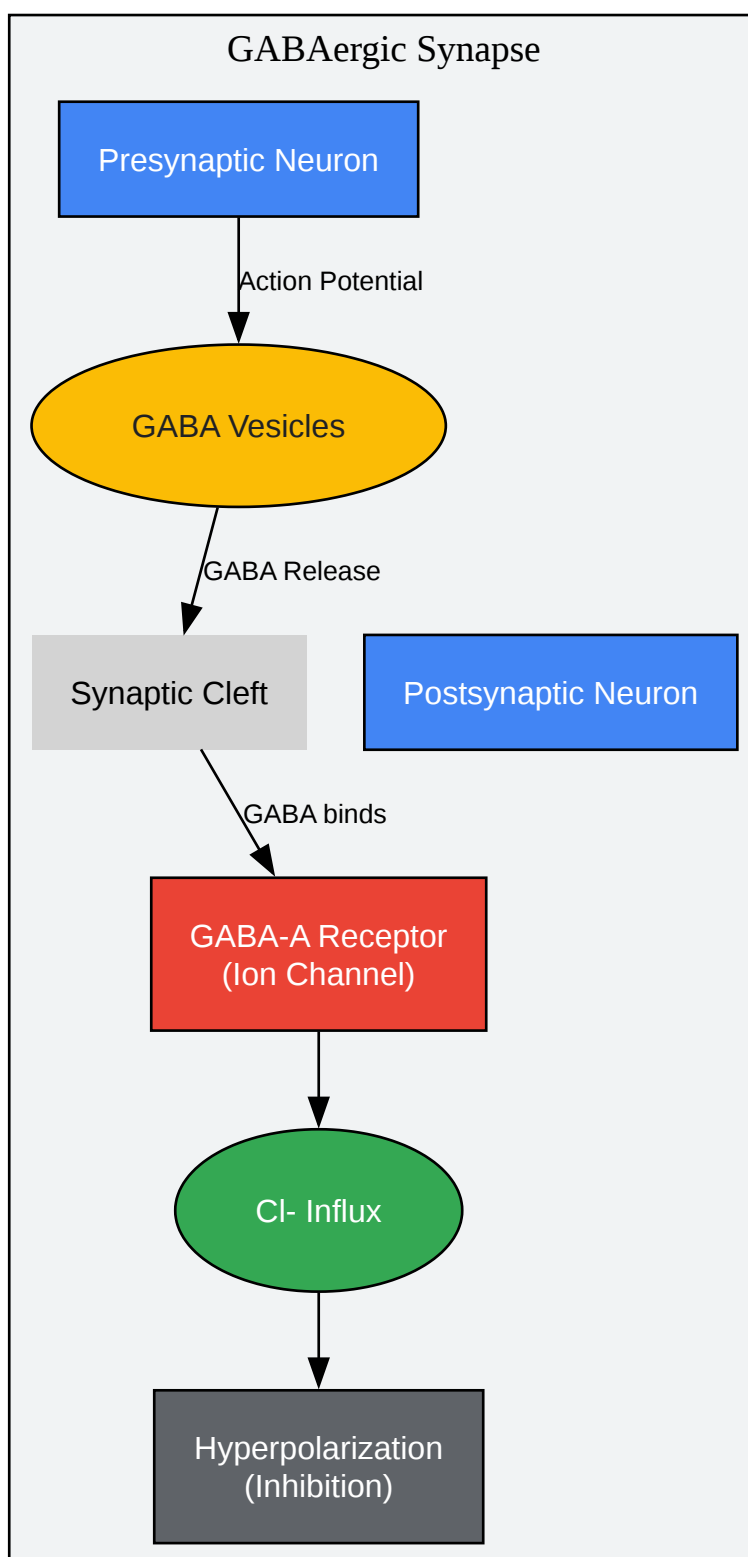 GABAergic Synapse
Presynaptic Neuron
Action Potential
GABA Vesicles
GABA Release
Synaptic Cleft
Postsynaptic Neuron
GABA binds
GABA-A Receptor
(Ion Channel)
Cl- Influx
Hyperpolarization
(Inhibition)